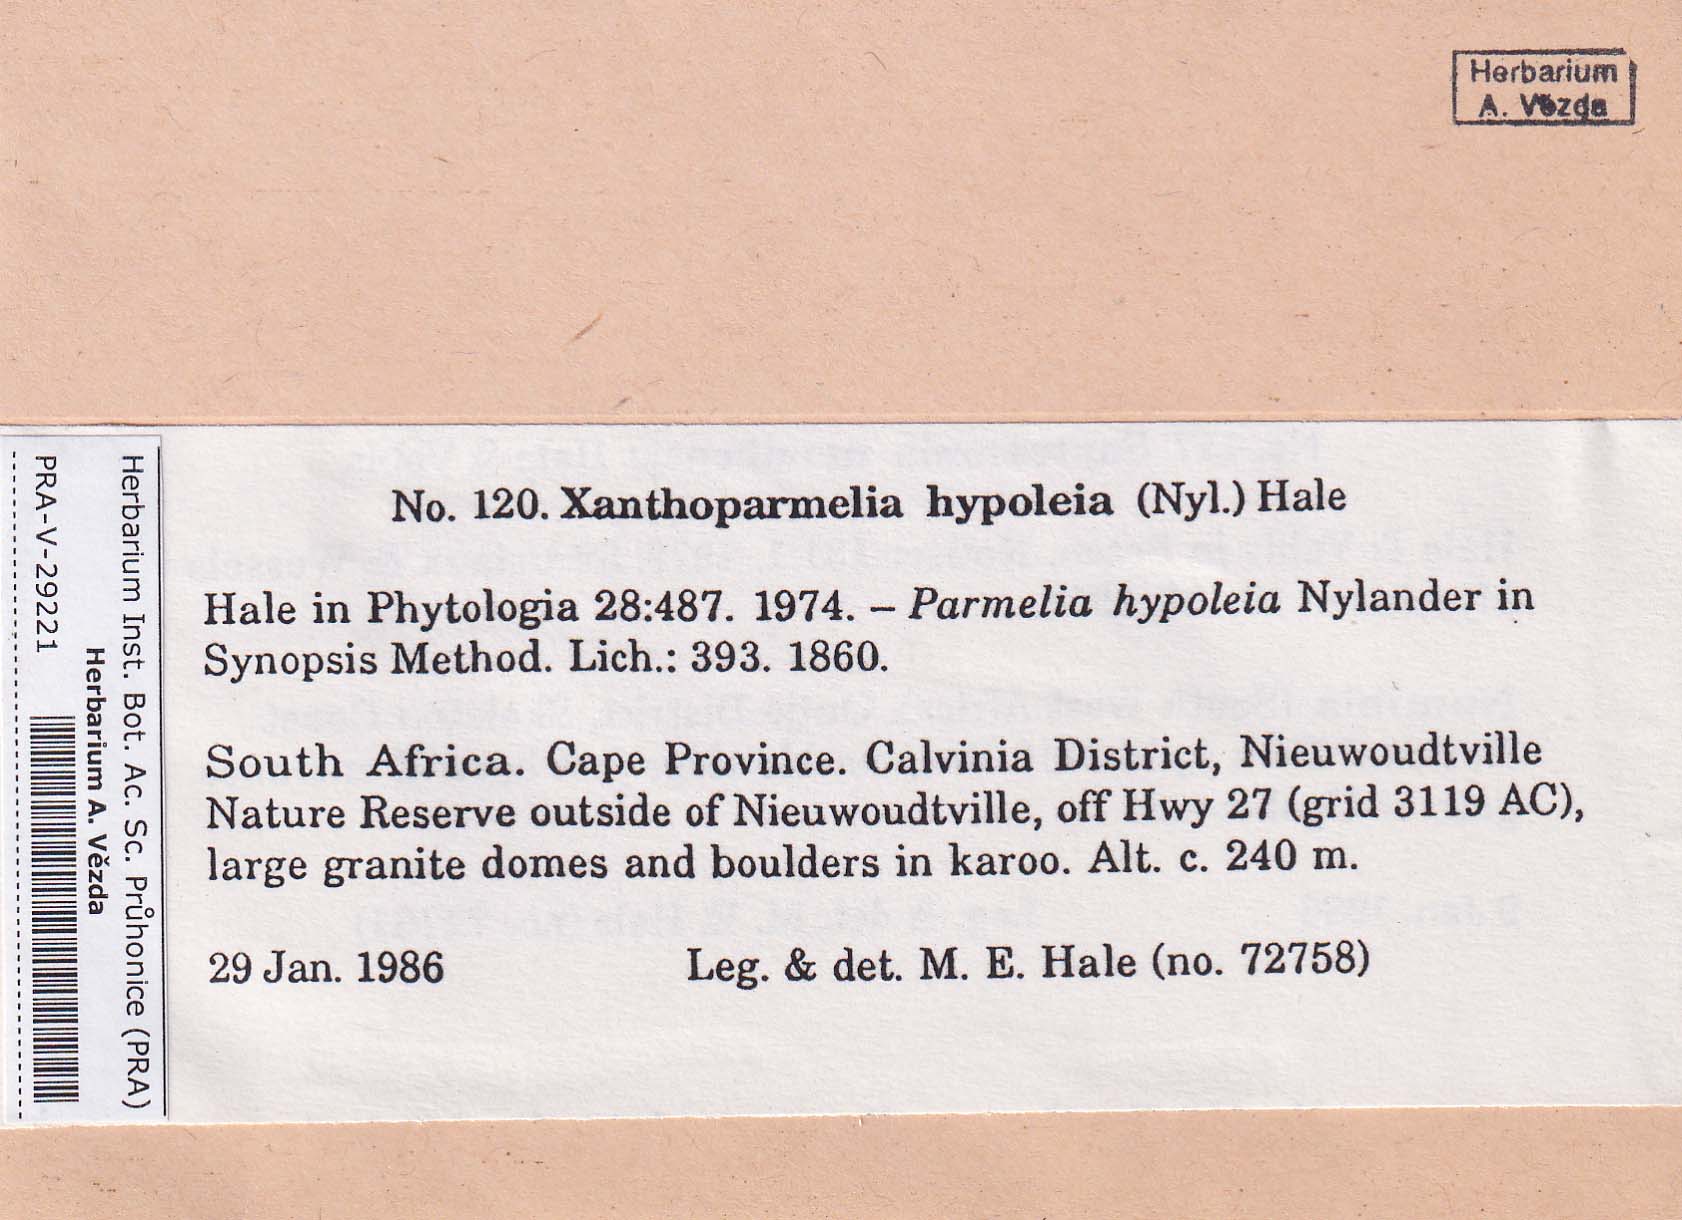 Herbarium
A. Vězda
No. 120. Xanthoparmelia hypoleia (Nyl.) Hale
Hale in Phytologia 28:487. 1974. – Parmelia hypoleia Nylander in
Synopsis Method. Lich.: 393. 1860.
South Africa. Cape Province. Calvinia District, Nieuwoudtville
Nature Reserve outside of Nieuwoudtville, off Hwy 27 (grid 3119 AC),
large granite domes and boulders in karoo. Alt. c. 240 m.
29 Jan. 1986 Leg. & det. M. E. Hale (no. 72758)
Herbarium Inst. Bot. Ac. Sc. Průhonice (PRA)
Herbarium A. Vězda
PRA-V-29221